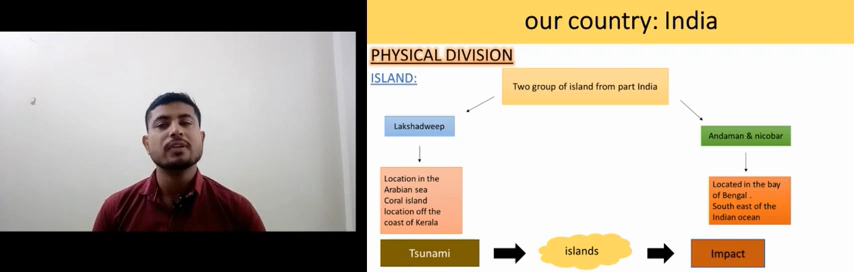 our country: India
PHYSICAL DIVISION
ISLAND:
Two group of island from part India
Lakshadweep
Andaman & nicobar
Location in the
Arabian sea
Coral island
location off the
coast of Kerala
Located in the bay
of Bengal .
South east of the
Indian ocean
Tsunami
islands
Impact